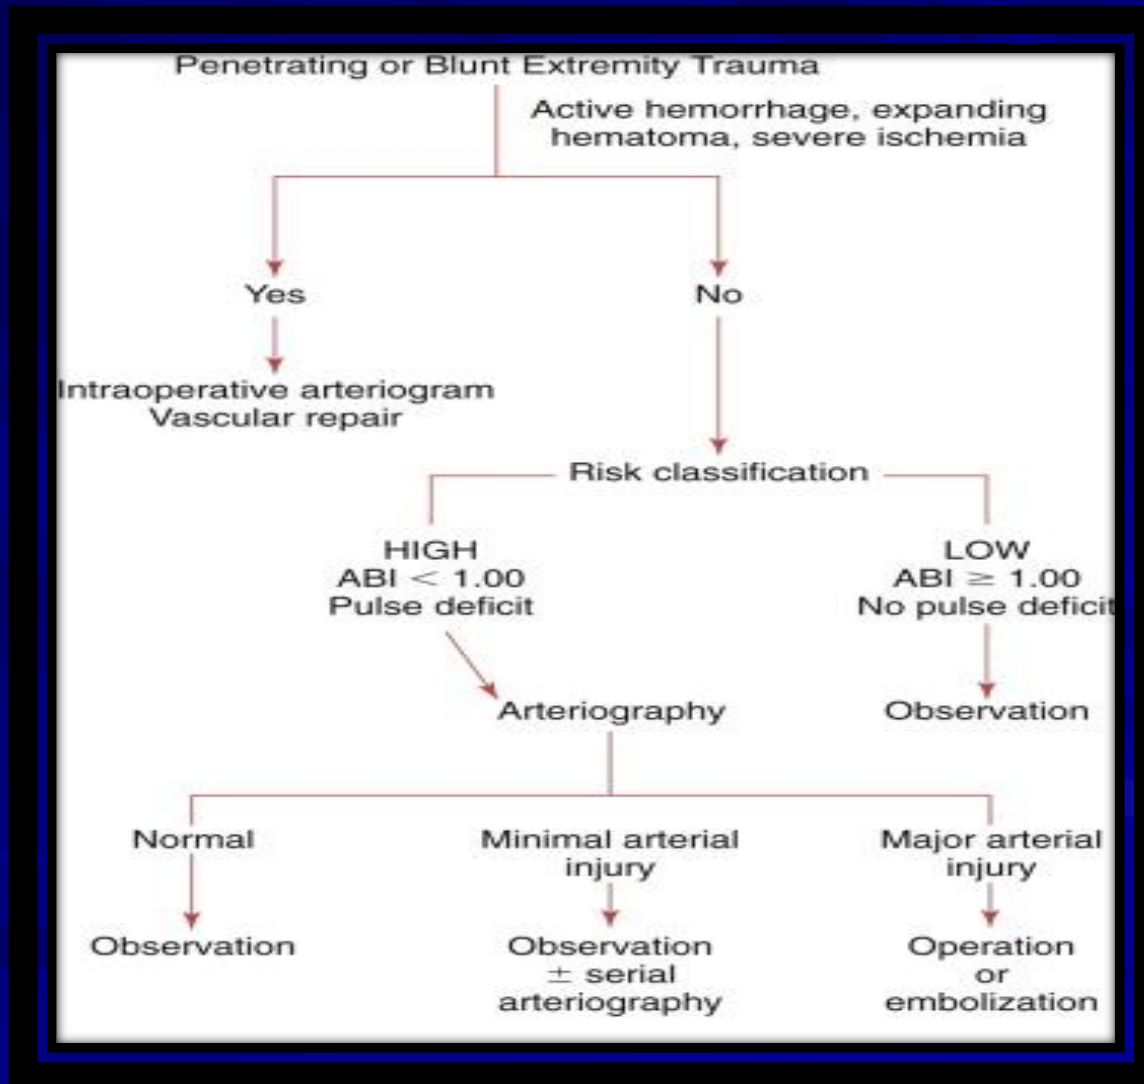 Penetrating or Blunt Extremity Trauma
Active hemorrhage, expanding
hematoma, severe ischemia
Yes
No
Intraoperative arteriogram
Vascular repair
Risk classification
HIGH
ABI < 1.00
Pulse deficit
LOW
ABI ≥ 1.00
No pulse deficit
Arteriography
Observation
Normal
Minimal arterial
injury
Major arterial
injury
Observation
Observation
± serial
arteriography
Operation
or
embolization